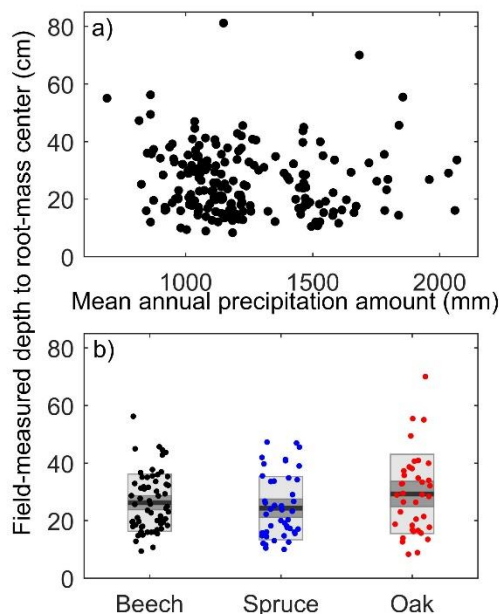 Field-measured depth to root-mass center (cm)
a)
80
60
40
20
0
1000 1500 2000
Mean annual precipitation amount (mm)
b)
80
60
40
20
0
Beech Spruce Oak